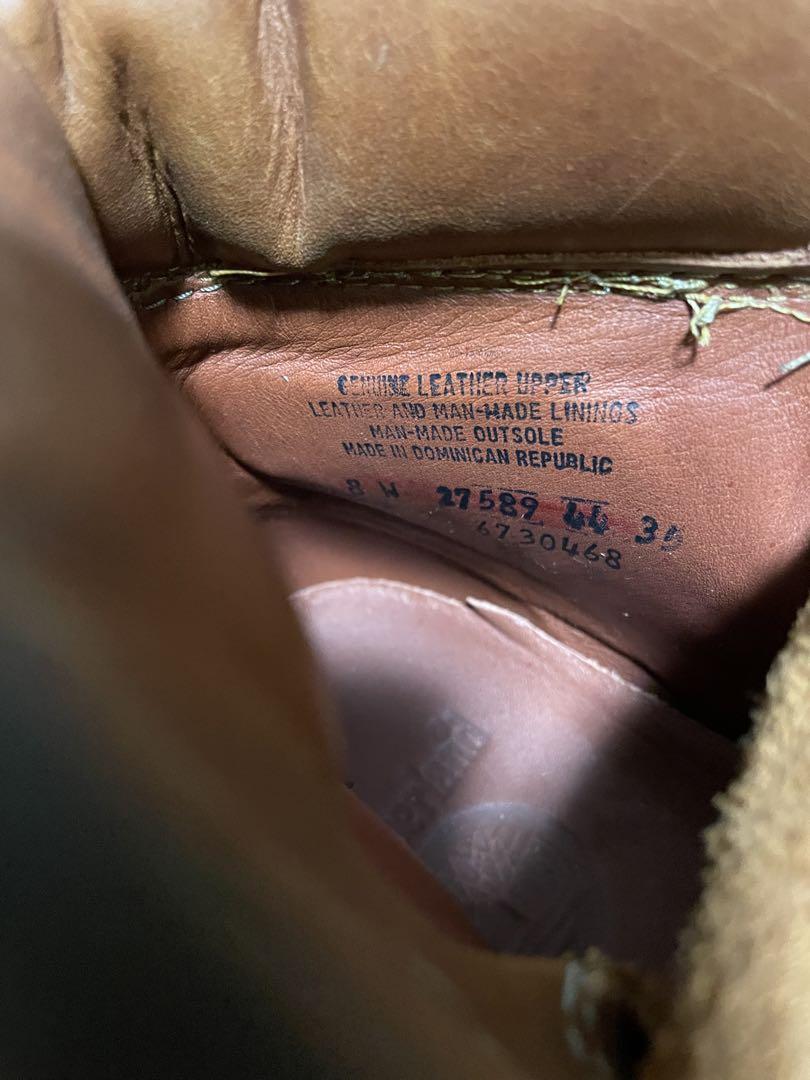 GENUINE LEATHER UPPER
LEATHER AND MAN-MADE LININGS
MAN-MADE OUTSOLE
MADE IN DOMINICAN REPUBLIC
8 W 27589 44
6730468